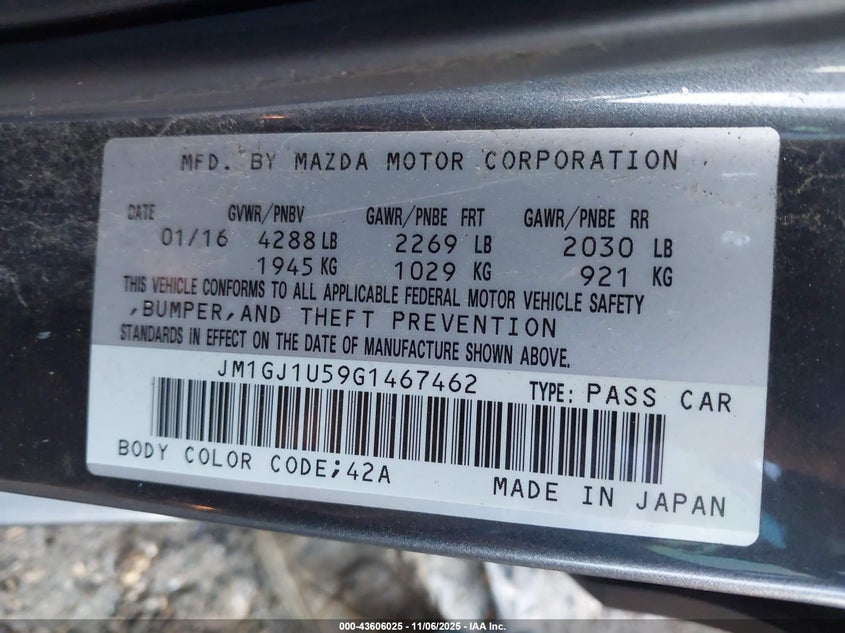 MFD. BY MAZDA MOTOR CORPORATION
DATE GVWR/PNBV GAWR/PNBE FRT GAWR/PNBE RR
01/16 4288 LB 2269 LB 2030 LB
1945 KG 1029 KG 921 KG
THIS VEHICLE CONFORMS TO ALL APPLICABLE FEDERAL MOTOR VEHICLE SAFETY
,BUMPER,AND THEFT PREVENTION
STANDARDS IN EFFECT ON THE DATE OF MANUFACTURE SHOWN ABOVE.
JM1GJ1U59G1467462 TYPE: PASS CAR
BODY COLOR CODE;42A
MADE IN JAPAN
000-43606025 - 11/06/2025 - IAA Inc.